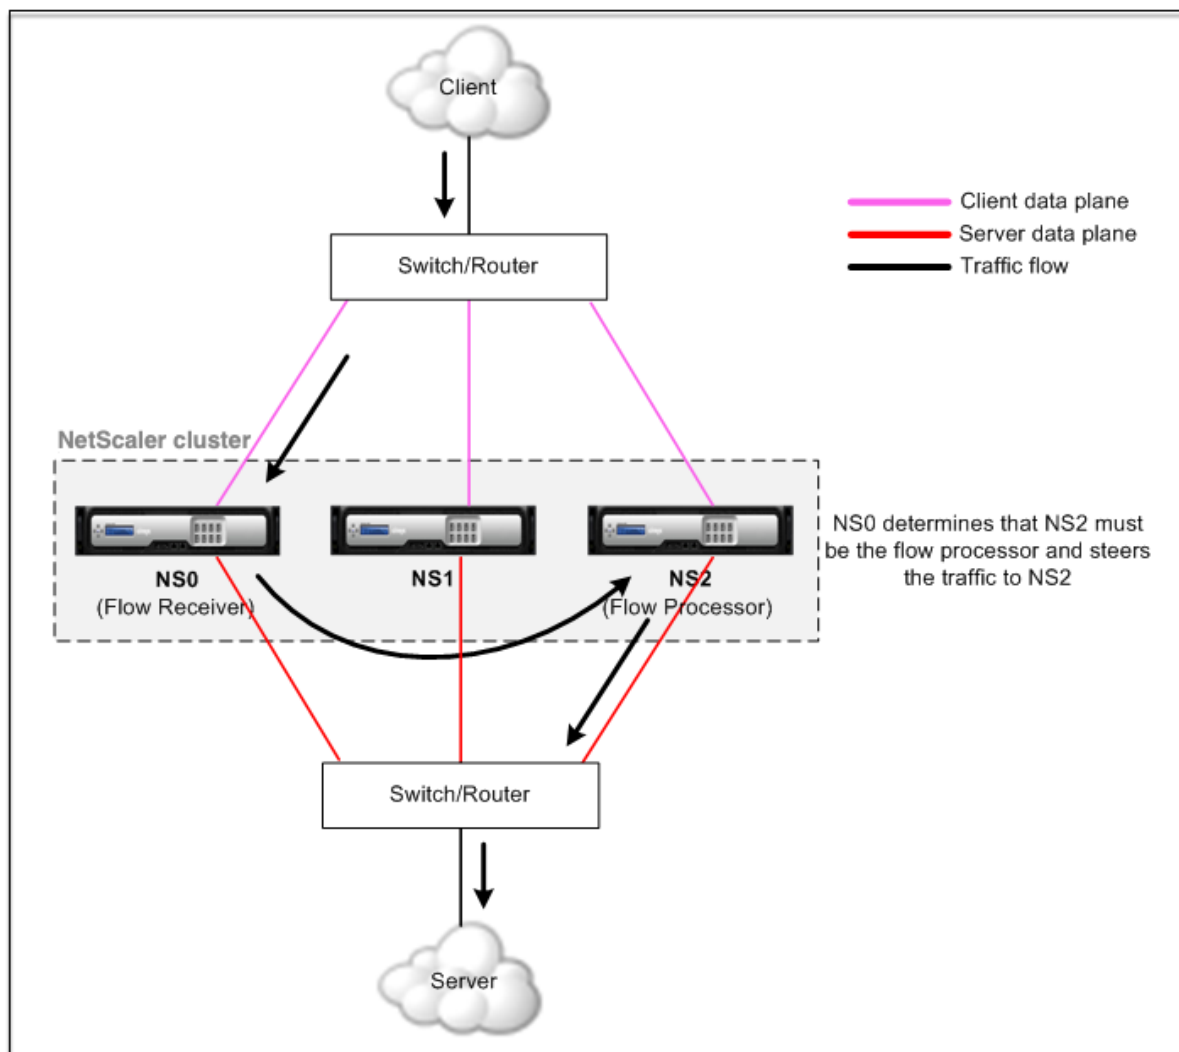 Client
Client data plane
Server data plane
Traffic flow
Switch/Router
NetScaler cluster
NS0
(Flow Receiver)
NS1
NS2
(Flow Processor)
NS0 determines that NS2 must
be the flow processor and steers
the traffic to NS2
Switch/Router
Server